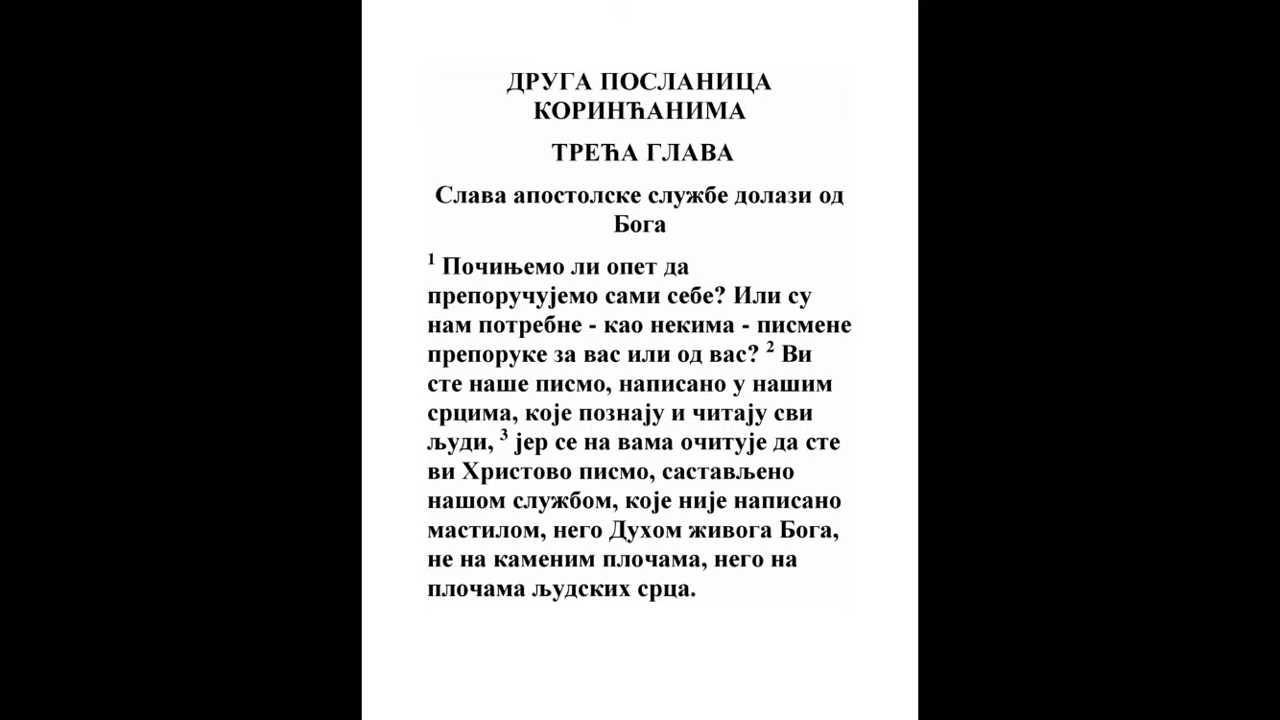 ДРУГА ПОСЛАНИЦА
КОРИНЋАНИМА
ТРЕЋА ГЛАВА
Слава апостолске службе долази од
Бога
1 Почињемо ли опет да
препоручујемо сами себе? Или су
нам потребне - као некима - писмене
препоруке за вас или од вас? 2 Ви
сте наше писмо, написано у нашим
срцима, које познају и читају сви
људи, 3 јер се на вама очитује да сте
ви Христово писмо, састављено
нашом службом, које није написано
мастилом, него Духом живога Бога,
не на каменим плочама, него на
плочама људских срца.